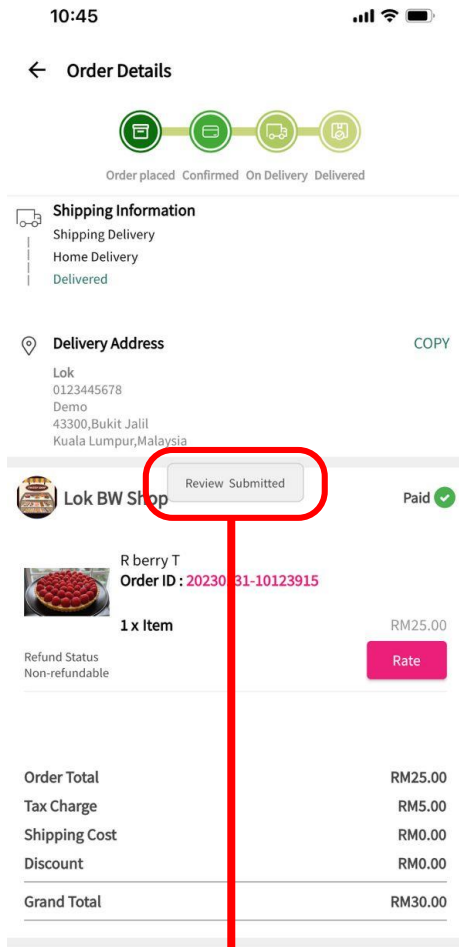 10:45
Order Details
Order placed Confirmed On Delivery Delivered
Shipping Information
Shipping Delivery
Home Delivery
Delivered
Delivery Address COPY
Lok
0123445678
Demo
43300,Bukit Jalil
Kuala Lumpur,Malaysia
Review Submitted
Lok BW Shop Paid
R berry T
Order ID :
1 x Item RM25.00
Refund Status
Non-refundable
Rate
Order Total RM25.00
Tax Charge RM5.00
Shipping Cost RM0.00
Discount RM0.00
Grand Total RM30.00